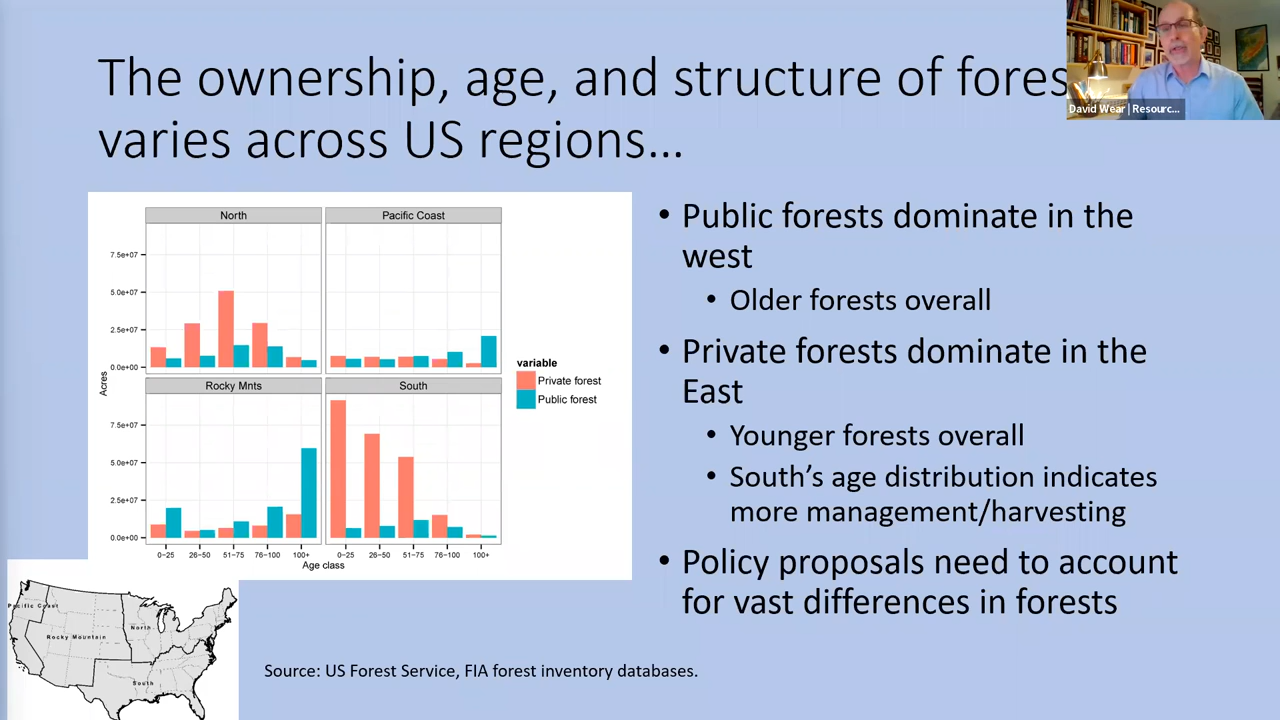 The ownership, age, and structure of fores
varies across US regions...
David Wear | Resourc...
North
Pacific Coast
7.5e+07
5.0e+07
2.5e+07
0.0e+00
Rocky Mnts
South
7.5e+07
5.0e+07
2.5e+07
0.0e+00
Acres
0−25
51−75
76−100
100+
0−25
26−50
51−75
76−100
100+
26−50
Age class
variable
Private forest
Public forest
• Public forests dominate in the
west
• Older forests overall
• Private forests dominate in the
East
• Younger forests overall
• South's age distribution indicates
more management/harvesting
• Policy proposals need to account
for vast differences in forests
Pacific Coast
Rocky Mountain
North
South
Source: US Forest Service, FIA forest inventory databases.